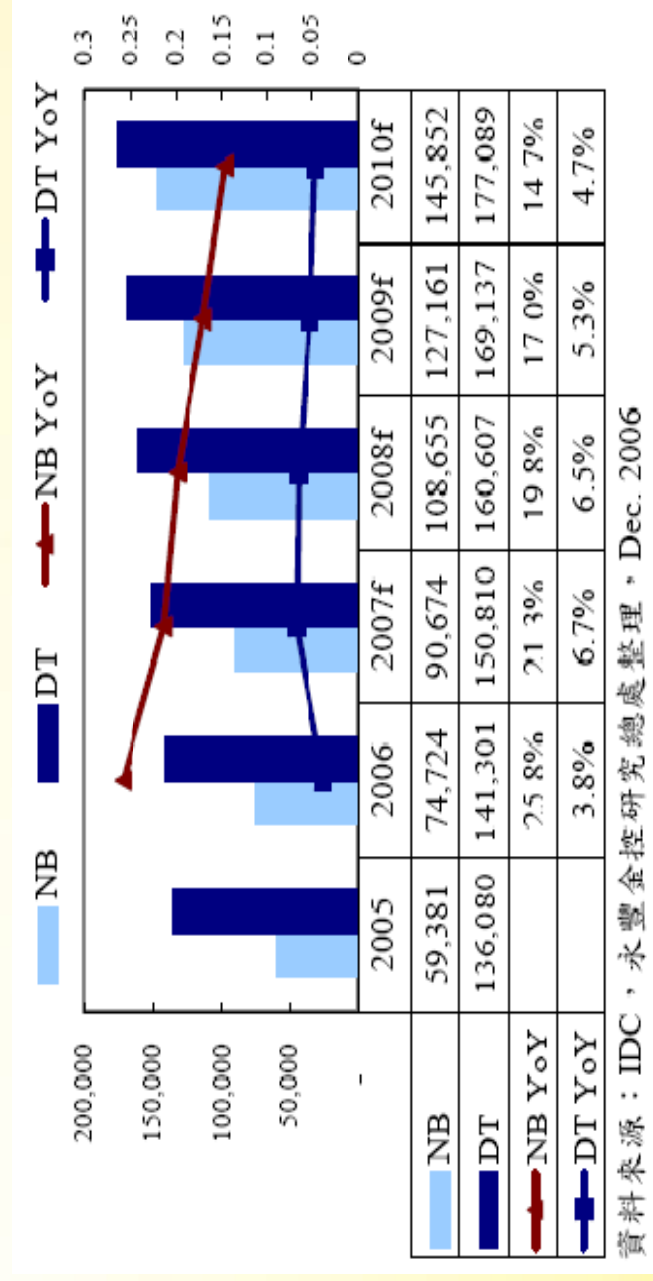 NB DT NB YoY DT YoY
200,000 0.3
0.25
150,000 0.2
100,000 0.15
0.1
50,000 0.05
– 0
2005 2006 2007f 2008f 2009f 2010f
NB 59,381 74,724 90,674 108,655 127,161 145,852
DT 136,080 141,301 150,810 160,607 169,137 177,089
NB YoY 25.8% 21.3% 19.8% 17.0% 14.7%
DT YoY 3.8% 6.7% 6.5% 5.3% 4.7%
資料來源：IDC，永豐金控研究總處整理，Dec. 2006